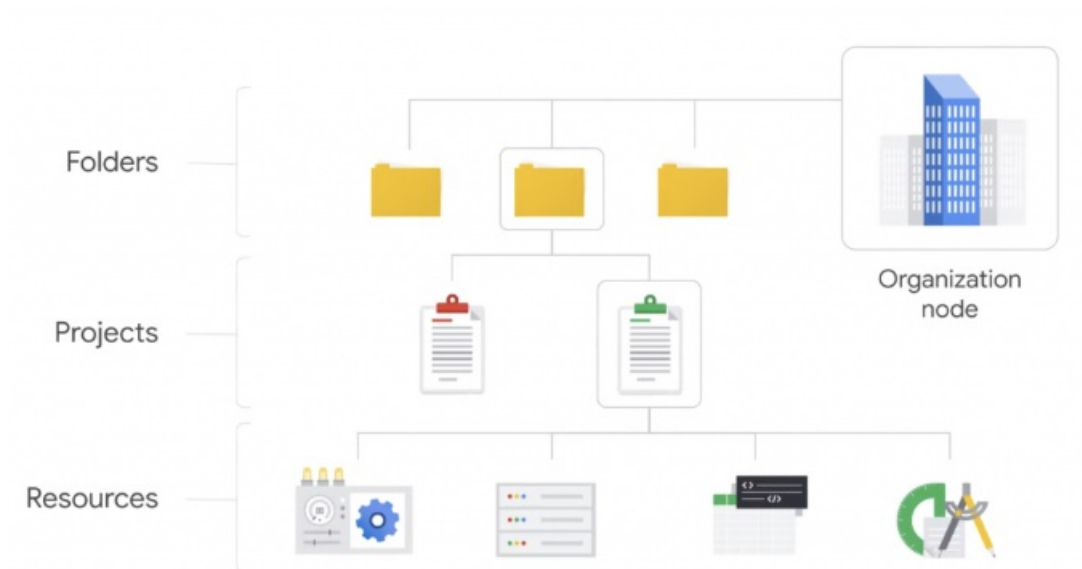 Folders
Organization
node
Projects
Resources